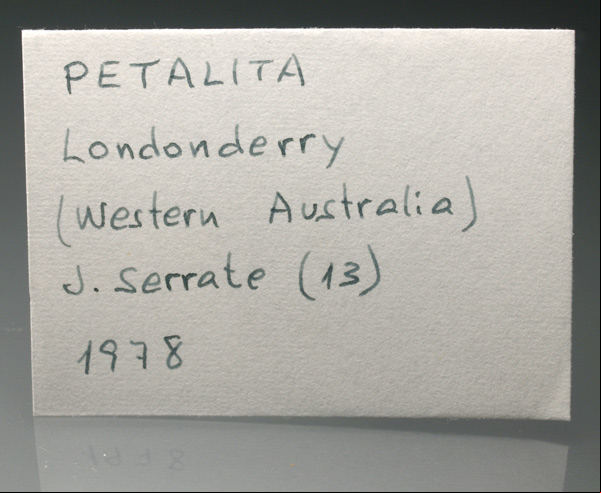 PETALITA
Londonderry
(Western Australia)
J. Serrate (13)
1978